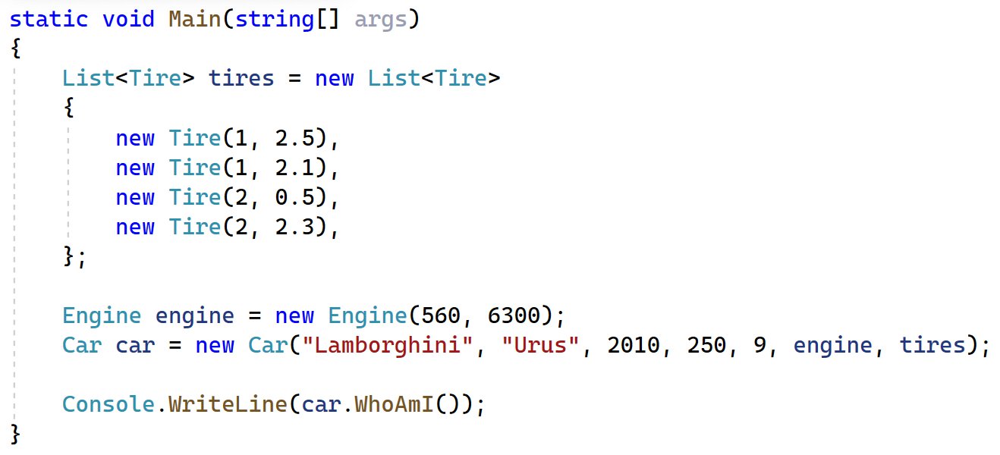 static void Main(string[] args)
{
    List<Tire> tires = new List<Tire>
    {
        new Tire(1, 2.5),
        new Tire(1, 2.1),
        new Tire(2, 0.5),
        new Tire(2, 2.3),
    };

    Engine engine = new Engine(560, 6300);
    Car car = new Car("Lamborghini", "Urus", 2010, 250, 9, engine, tires);

    Console.WriteLine(car.WhoAmI());
}